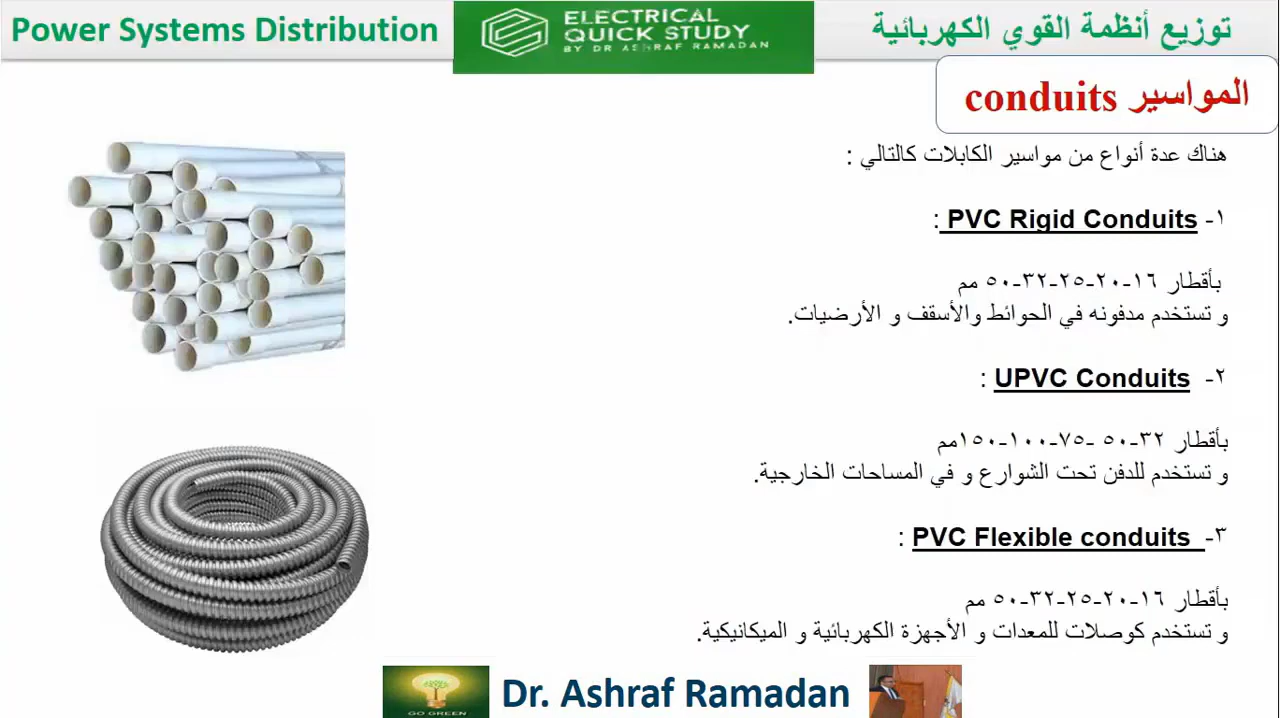 Power Systems Distribution
ELECTRICAL
QUICK STUDY
BY DR ASHRAF RAMADAN
توزيع أنظمة القوي الكهربائية
المواسير conduits
هناك عدة أنواع من مواسير الكابلات كالتالي :
١- PVC Rigid Conduits :
بأقطار ١٦-٢٠-٢٥-٣٢-٥٠ مم
و تستخدم مدفونه في الحوائط والأسقف و الأرضيات.
٢- UPVC Conduits :
بأقطار ٣٢-٥٠ -٧٥-١٠٠-١٥٠مم
و تستخدم للدفن تحت الشوارع و في المساحات الخارجية.
٣- PVC Flexible conduits :
بأقطار ١٦-٢٠-٢٥-٣٢-٥٠ مم
و تستخدم كوصلات للمعدات و الأجهزة الكهربائية و الميكانيكية.
GO GREEN
Dr. Ashraf Ramadan